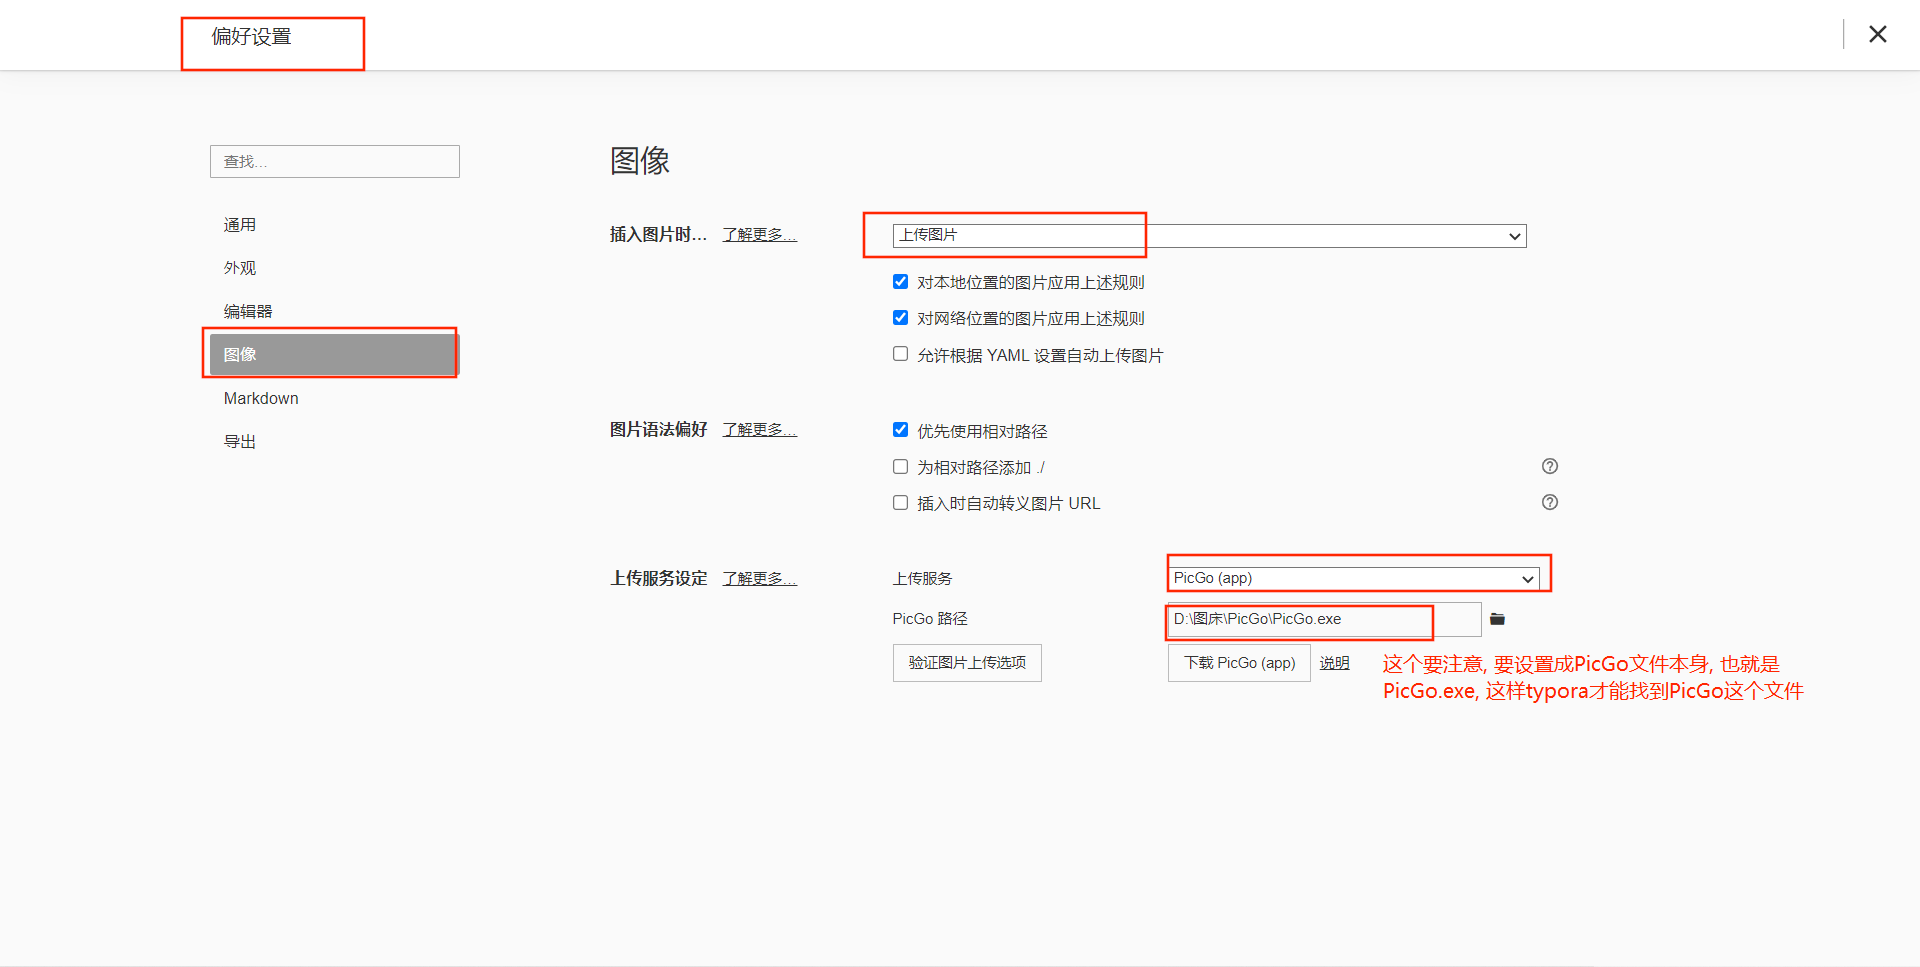 偏好设置
查找...
通用
外观
编辑器
图像
Markdown
导出
图像
插入图片时... 了解更多...
上传图片
对本地位置的图片应用上述规则
对网络位置的图片应用上述规则
允许根据 YAML 设置自动上传图片
图片语法偏好 了解更多...
优先使用相对路径
为相对路径添加 ./
插入时自动转义图片 URL
上传服务设定 了解更多...
上传服务 PicGo (app)
PicGo 路径 D:\图床\PicGo\PicGo.exe
验证图片上传选项 下载 PicGo (app) 说明
这个要注意, 要设置成PicGo文件本身, 也就是
PicGo.exe, 这样typora才能找到PicGo这个文件